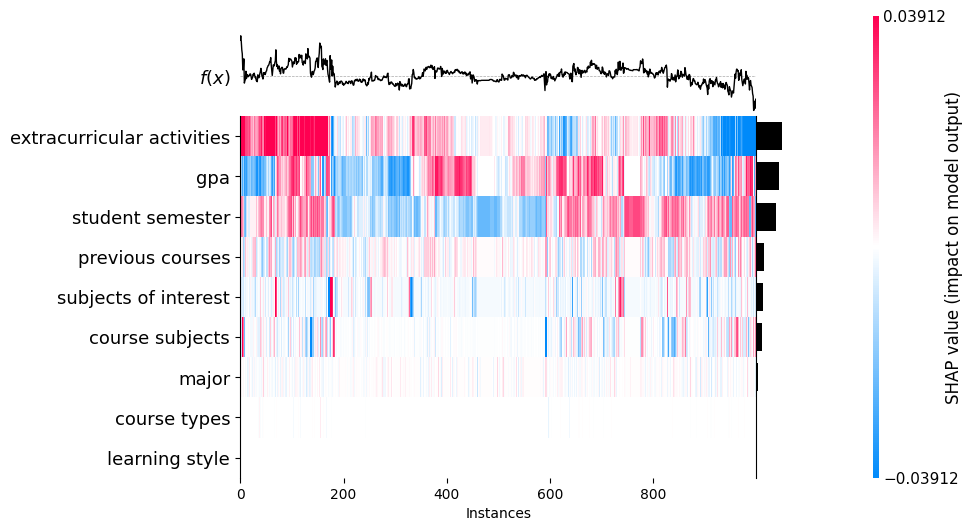 0.03912
f(x)
extracurricular activities
gpa
student semester
previous courses
subjects of interest
course subjects
major
course types
learning style
0 200 400 600 800
Instances
−0.03912
SHAP value (impact on model output)